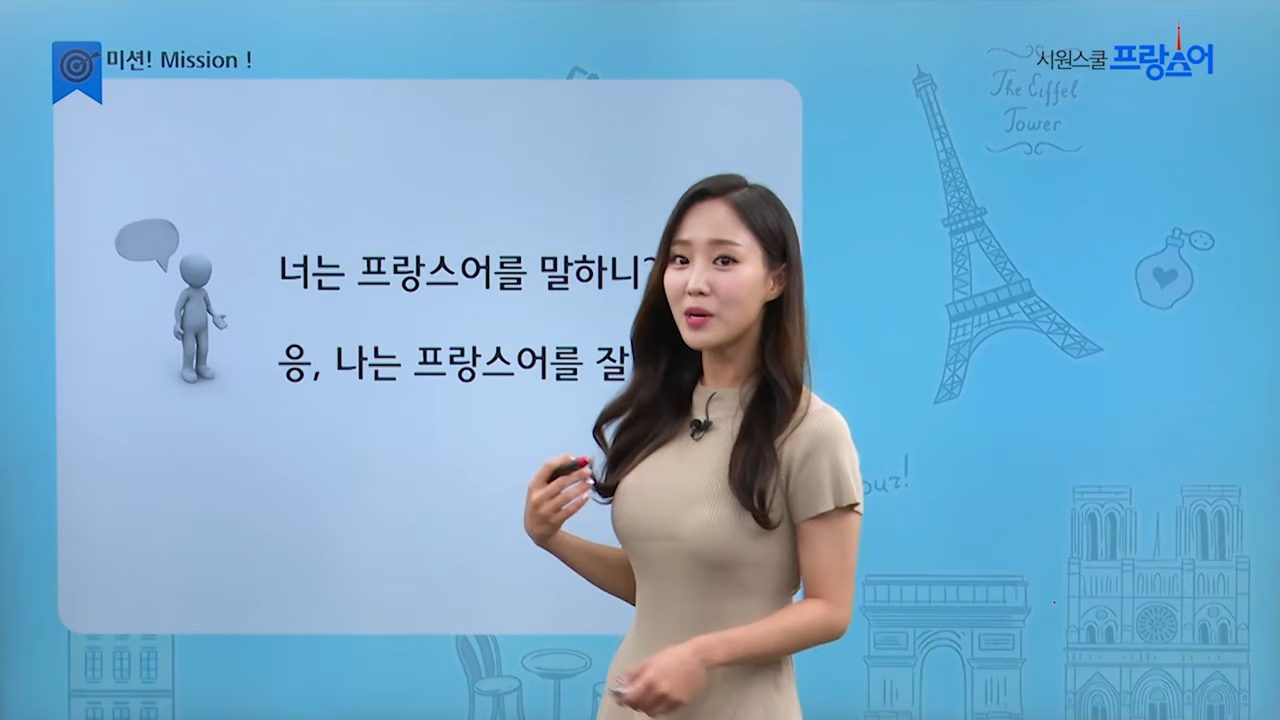 미션! Mission !
시원스쿨 프랑스어
The Eiffel
Tower
너는 프랑스어를 말하니?
응, 나는 프랑스어를 잘